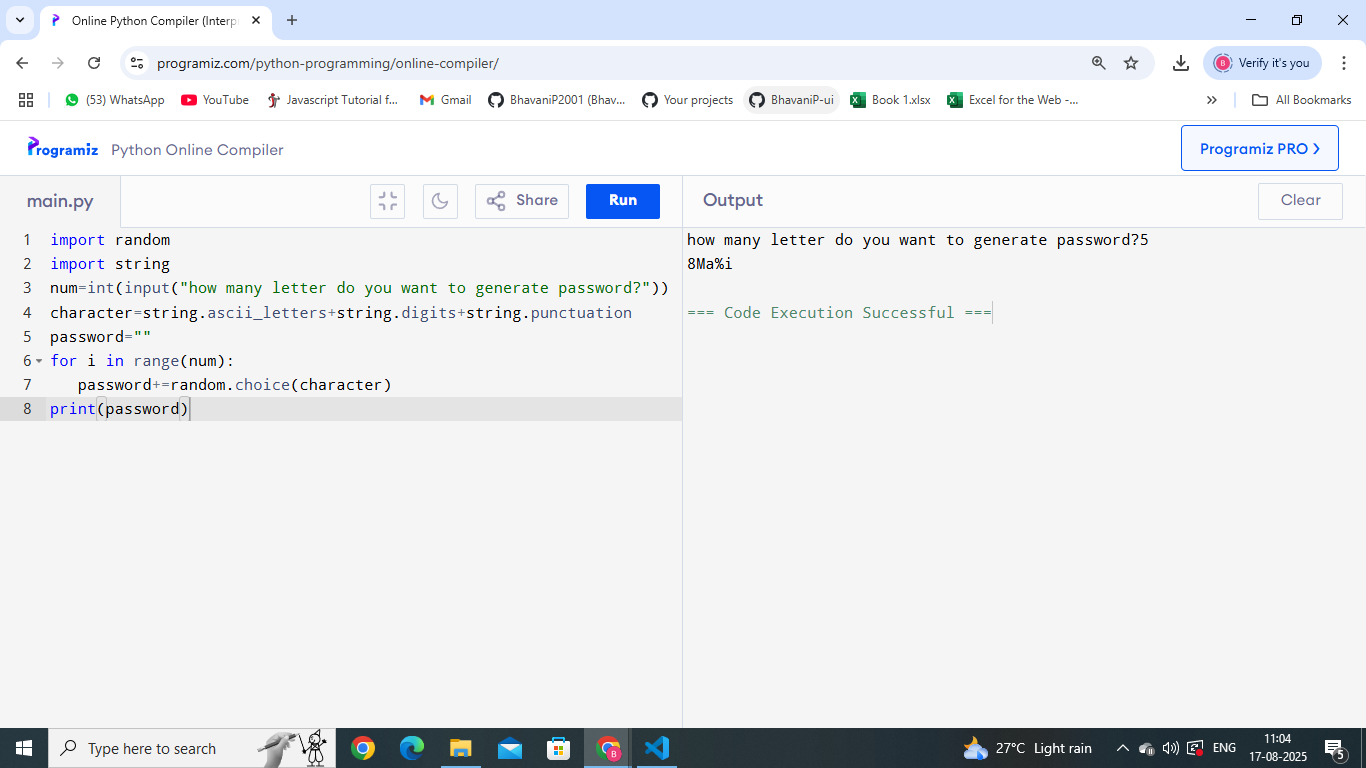 Online Python Compiler (Interp
programiz.com/python-programming/online-compiler/
Verify it's you
(53) WhatsApp
YouTube
Javascript Tutorial f...
Gmail
BhavaniP2001 (Bhav...
Your projects
BhavaniP-ui
Book 1.xlsx
Excel for the Web -...
All Bookmarks
Programiz
Python Online Compiler
Programiz PRO
main.py
Share
Run
Output
Clear
1 import random
2 import string
3 num=int(input("how many letter do you want to generate password?"))
4 character=string.ascii_letters+string.digits+string.punctuation
5 password=""
6 for i in range(num):
7 password+=random.choice(character)
8 print(password)
how many letter do you want to generate password?5
8Ma%i
=== Code Execution Successful ===
Type here to search
27°C Light rain
ENG
11:04
17-08-2025
5